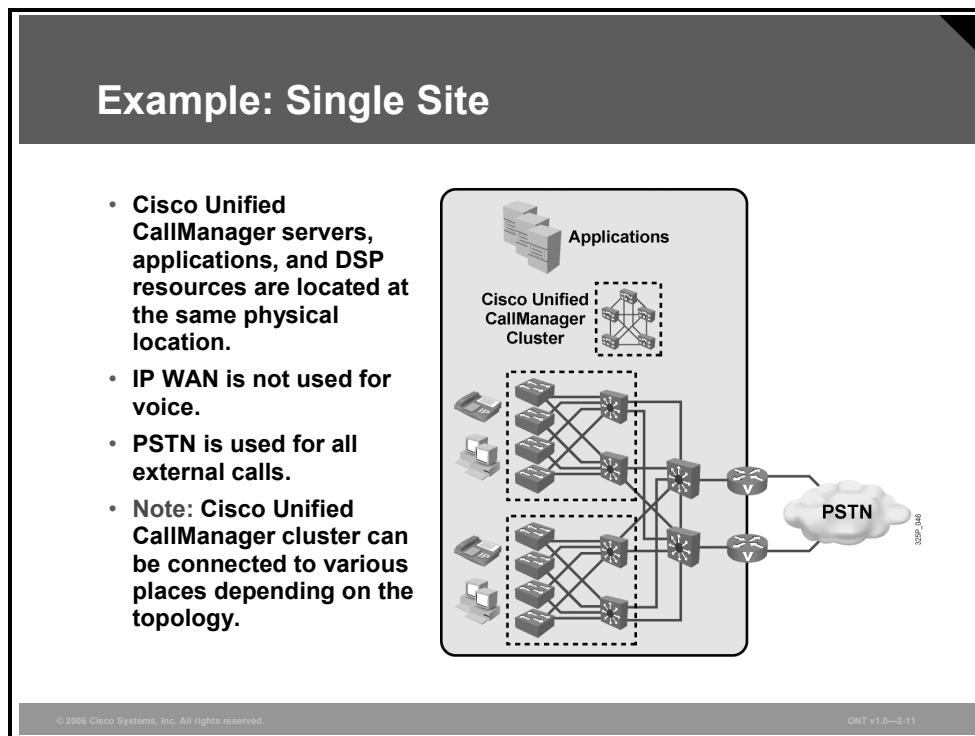 Example: Single Site
• Cisco Unified
CallManager servers,
applications, and DSP
resources are located at
the same physical
location.
• IP WAN is not used for
voice.
• PSTN is used for all
external calls.
• Note: Cisco Unified
CallManager cluster can
be connected to various
places depending on the
topology.
Applications
Cisco Unified
CallManager
Cluster
IP
IP
V
V
PSTN
325P_046
© 2006 Cisco Systems, Inc. All rights reserved.
ONT v1.0—2-11